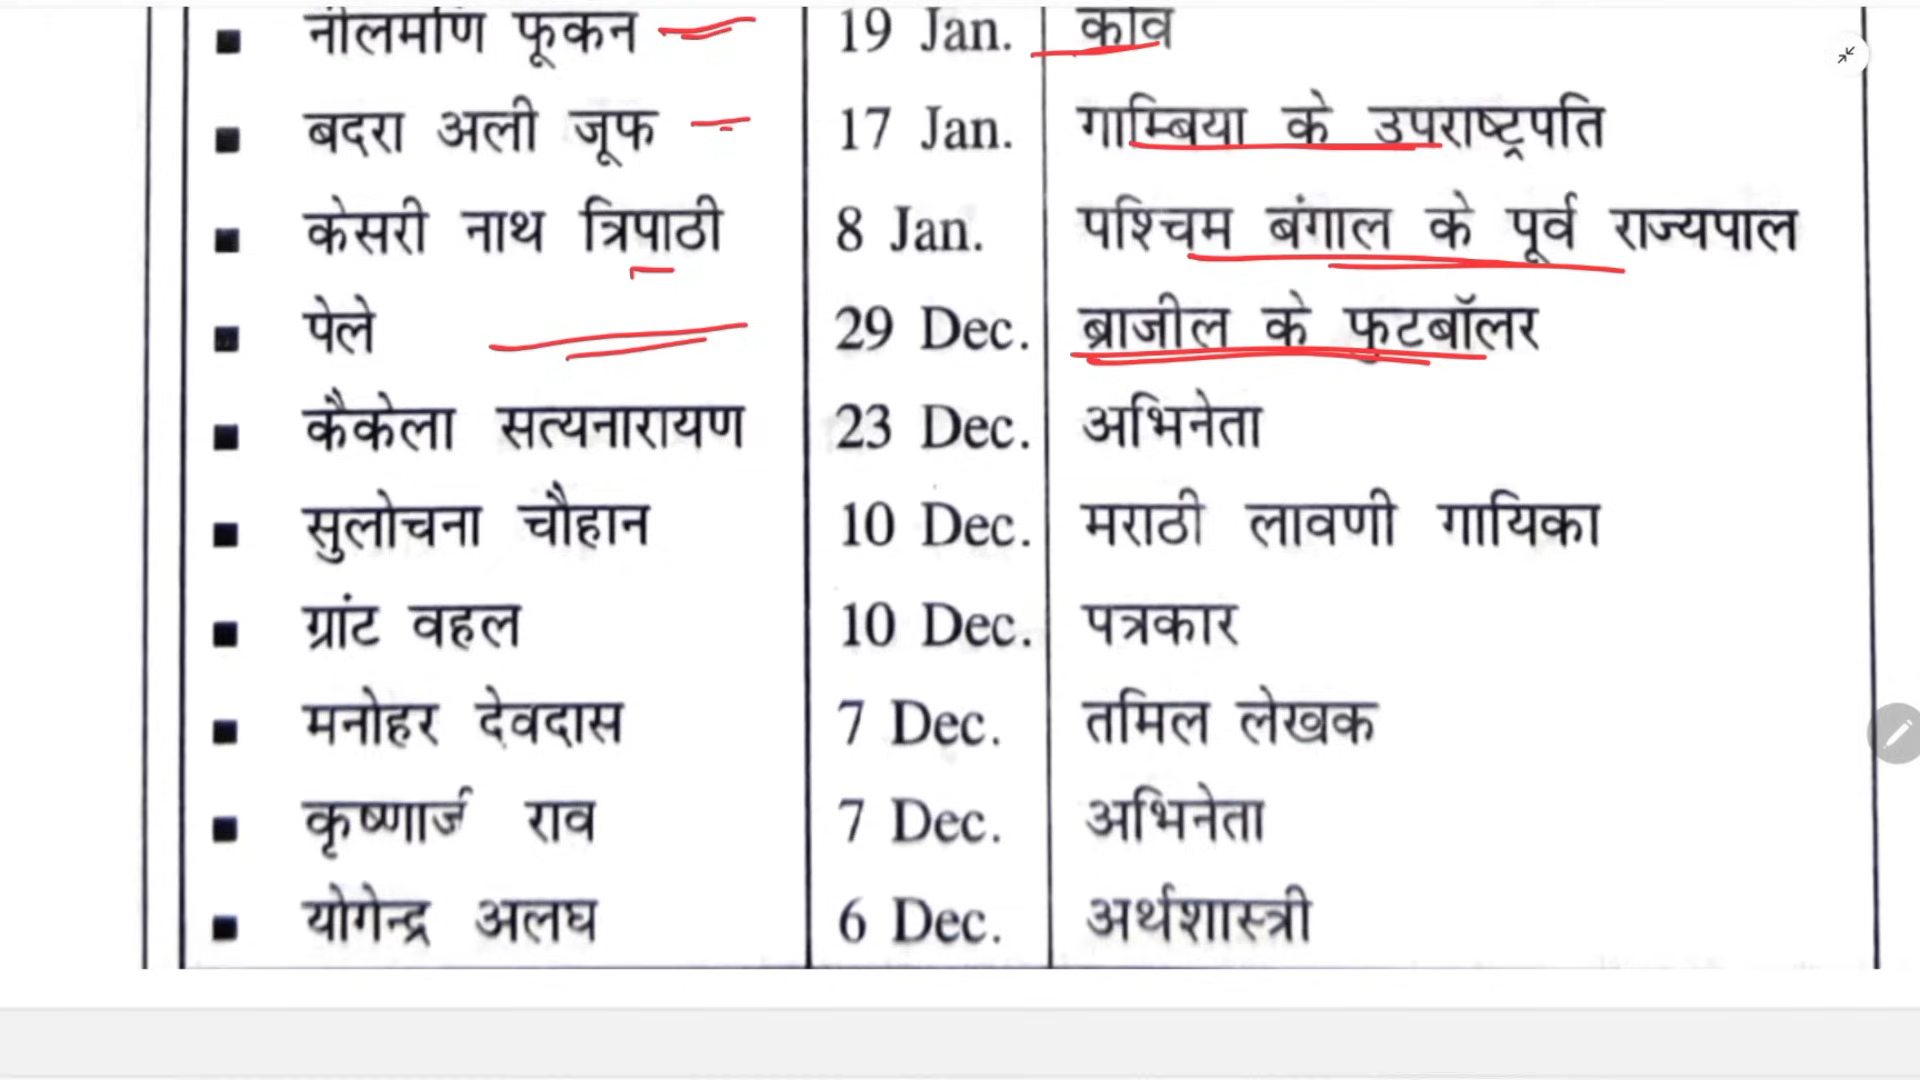 नीलमणि फूकन 19 Jan. कवि
बदरा अली जूफ 17 Jan. गाम्बिया के उपराष्ट्रपति
केसरी नाथ त्रिपाठी 8 Jan. पश्चिम बंगाल के पूर्व राज्यपाल
पेले 29 Dec. ब्राजील के फुटबॉलर
कैकेला सत्यनारायण 23 Dec. अभिनेता
सुलोचना चौहान 10 Dec. मराठी लावणी गायिका
ग्रांट वहल 10 Dec. पत्रकार
मनोहर देवदास 7 Dec. तमिल लेखक
कृष्णार्ज राव 7 Dec. अभिनेता
योगेन्द्र अलघ 6 Dec. अर्थशास्त्री